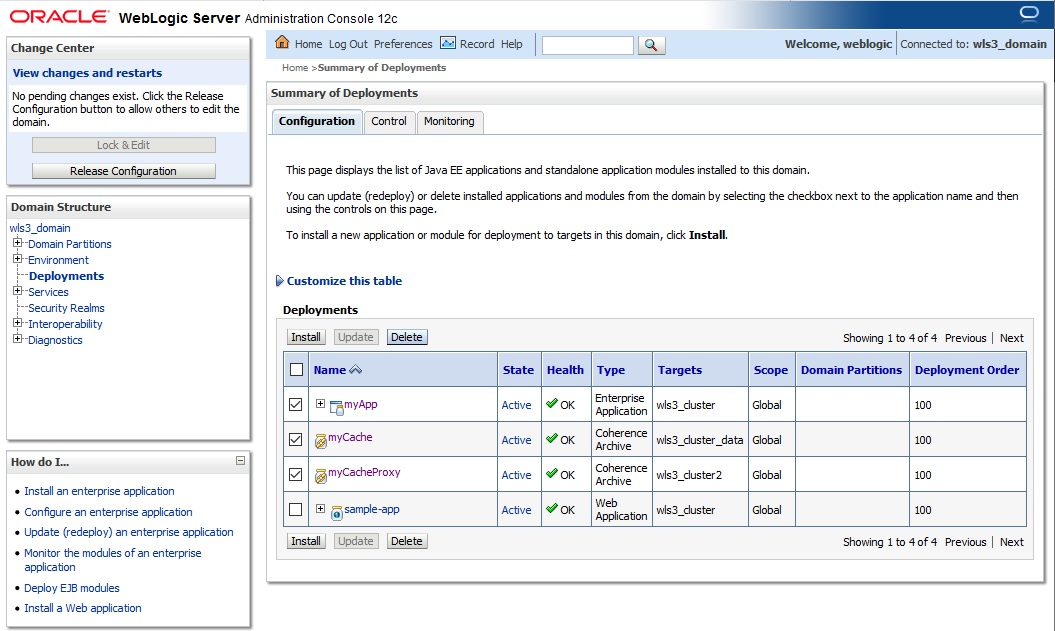 ORACLE WebLogic Server Administration Console 12c
Change Center
View changes and restarts
No pending changes exist. Click the Release
Configuration button to allow others to edit the
domain.
Lock & Edit
Release Configuration
Domain Structure
wls3_domain
Domain Partitions
Environment
Deployments
Services
Security Realms
Interoperability
Diagnostics
How do I...
Install an enterprise application
Configure an enterprise application
Update (redeploy) an enterprise application
Monitor the modules of an enterprise
application
Deploy EJB modules
Install a Web application
Home Log Out Preferences Record Help
Welcome, weblogic Connected to: wls3_domain
Home >Summary of Deployments
Summary of Deployments
Configuration Control Monitoring
This page displays the list of Java EE applications and standalone application modules installed to this domain.
You can update (redeploy) or delete installed applications and modules from the domain by selecting the checkbox next to the application name and then
using the controls on this page.
To install a new application or module for deployment to targets in this domain, click Install.
Customize this table
Deployments
Install Update Delete Showing 1 to 4 of 4 Previous | Next
Name State Health Type Targets Scope Domain Partitions Deployment Order
myApp Active OK Enterprise Application wls3_cluster Global 100
myCache Active OK Coherence Archive wls3_cluster_data Global 100
myCacheProxy Active OK Coherence Archive wls3_cluster2 Global 100
sample-app Active OK Web Application wls3_cluster Global 100
Install Update Delete Showing 1 to 4 of 4 Previous | Next